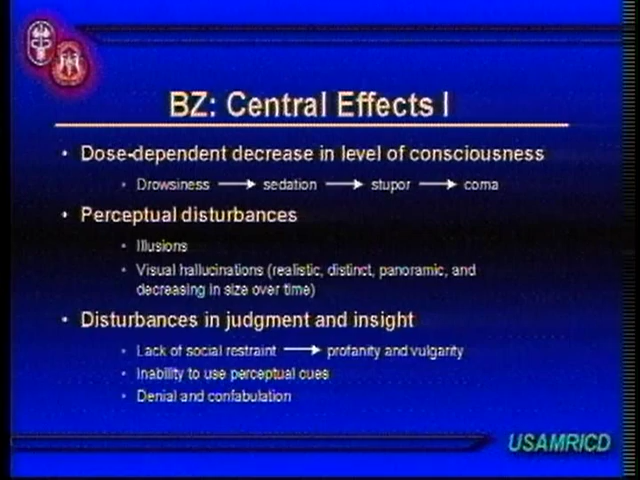 BZ: Central Effects I
• Dose-dependent decrease in level of consciousness
• Drowsiness → sedation → stupor → coma
• Perceptual disturbances
• Illusions
• Visual hallucinations (realistic, distinct, panoramic, and
decreasing in size over time)
• Disturbances in judgment and insight
• Lack of social restraint → profanity and vulgarity
• Inability to use perceptual cues
• Denial and confabulation
USAMRICD